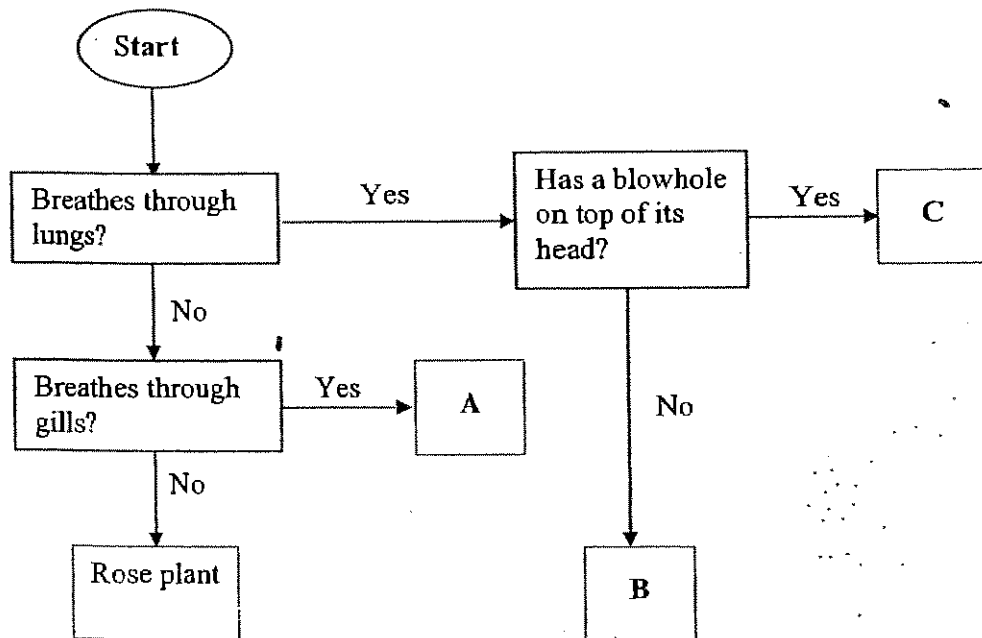 Start
Breathes through
lungs?
Yes
Has a blowhole
on top of its
head?
Yes
C
No
Breathes through
gills?
Yes
A
No
No
Rose plant
B